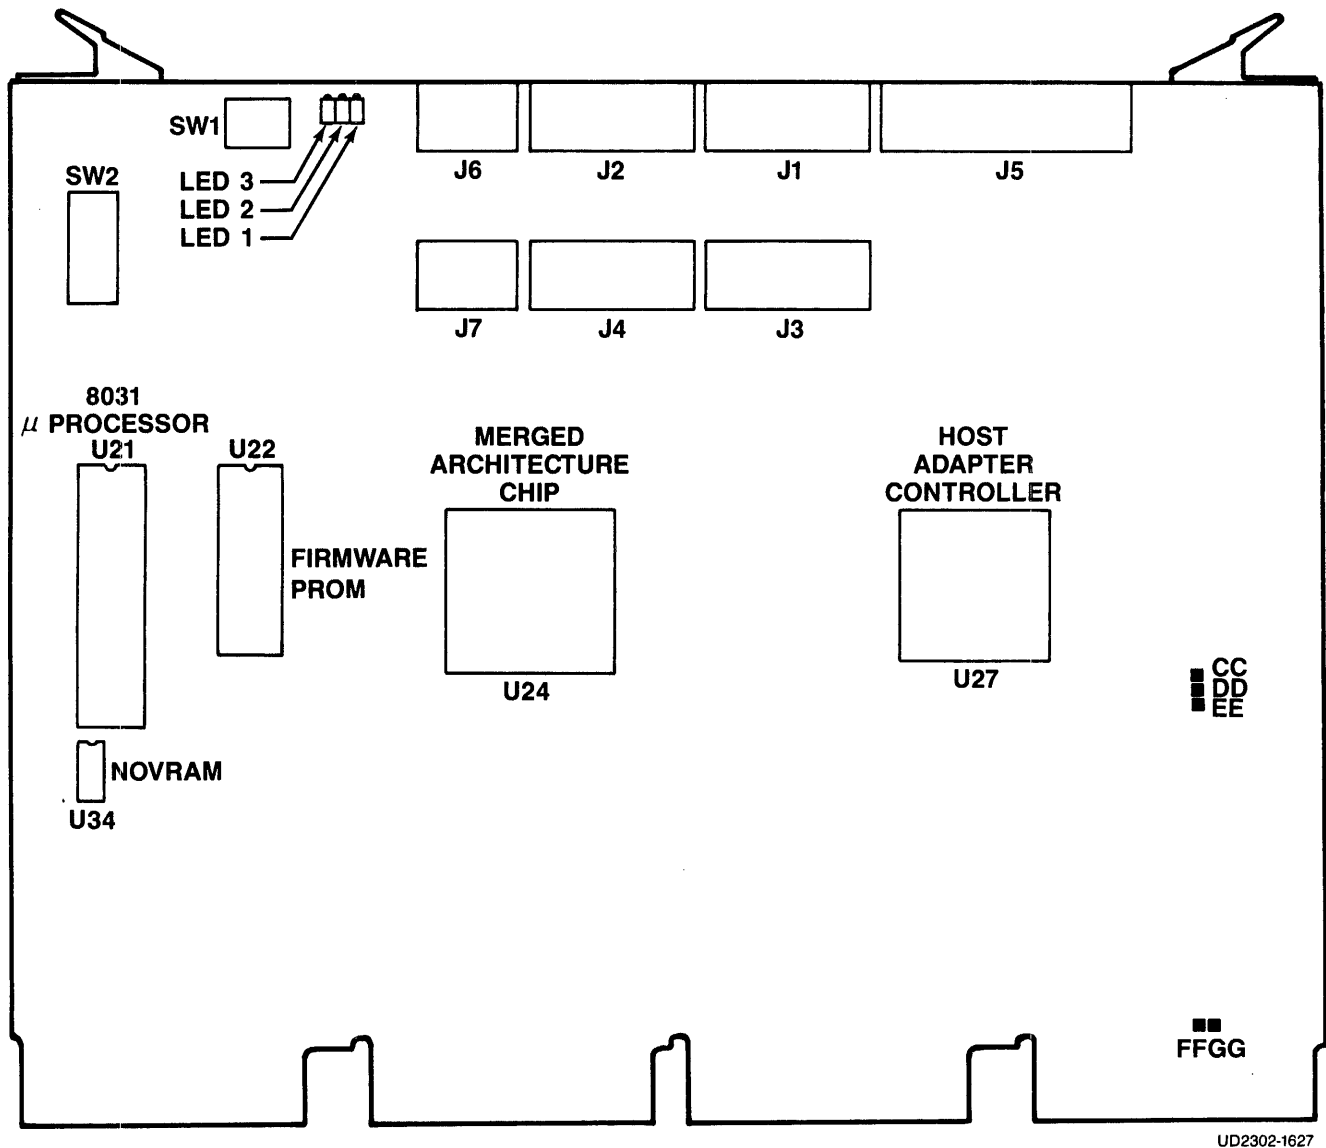 SW1
SW2
LED 3
LED 2
LED 1
J6
J2
J1
J5
J7
J4
J3
8031
μ PROCESSOR
U21
U22
FIRMWARE
PROM
MERGED
ARCHITECTURE
CHIP
U24
HOST
ADAPTER
CONTROLLER
U27
CC
DD
EE
NOVRAM
U34
FFGG
UD2302-1627